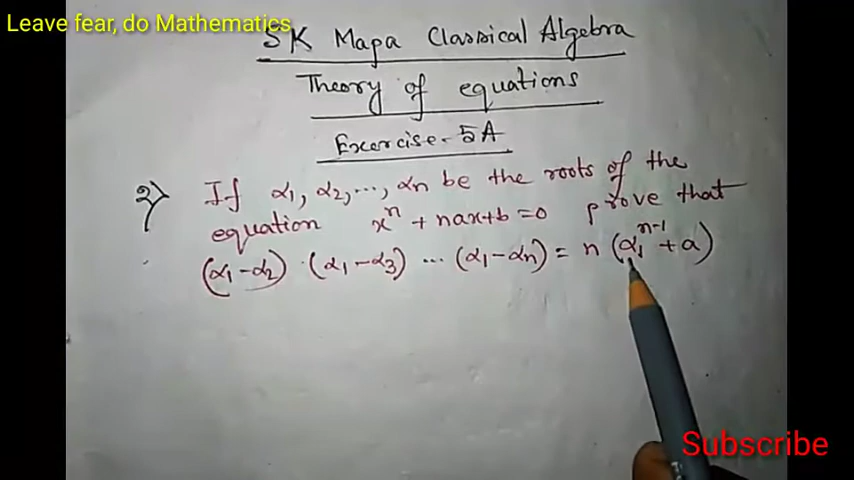 Leave fear, do Mathematics
SK Mapa Classical Algebra
Theory of equations
Exercise - 5A
2) If α₁, α₂, ..., αₙ be the roots of the
equation xⁿ + nax + b = 0 prove that
(α₁ - α₂) · (α₁ - α₃) ... (α₁ - αₙ) = n (α₁ⁿ⁻¹ + a)
Subscribe